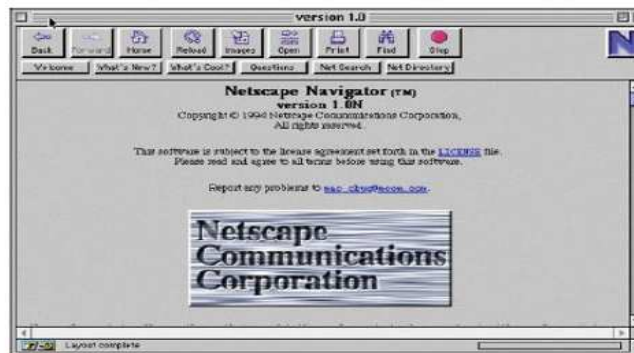 version 1.0
Back Forward Home Reload Images Open Print Find Stop
N
Welcome What's New? What's Cool? Questions Net Search Net Directory
Netscape Navigator (TM)
version 1.0N
Copyright © 1994 Netscape Communications Corporation,
All rights reserved.
This software is subject to the license agreement set forth in the LICENSE file.
Please read and agree to all terms before using this software.
Report any problems to mac_cbug@mcom.com.
Netscape
Communications
Corporation
Layout complete